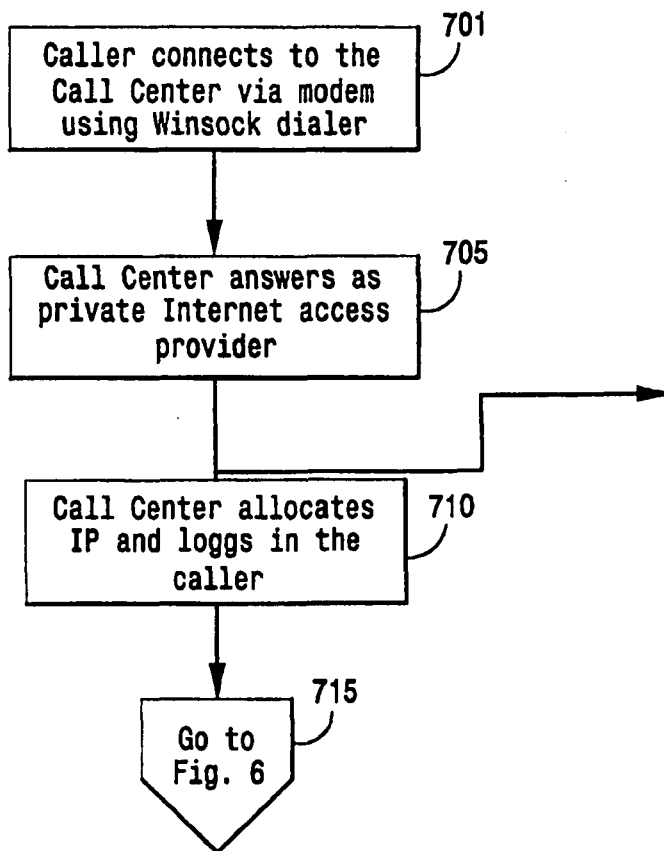 701
Caller connects to the
Call Center via modem
using Winsock dialer
705
Call Center answers as
private Internet access
provider
710
Call Center allocates
IP and loggs in the
caller
715
Go to
Fig. 6